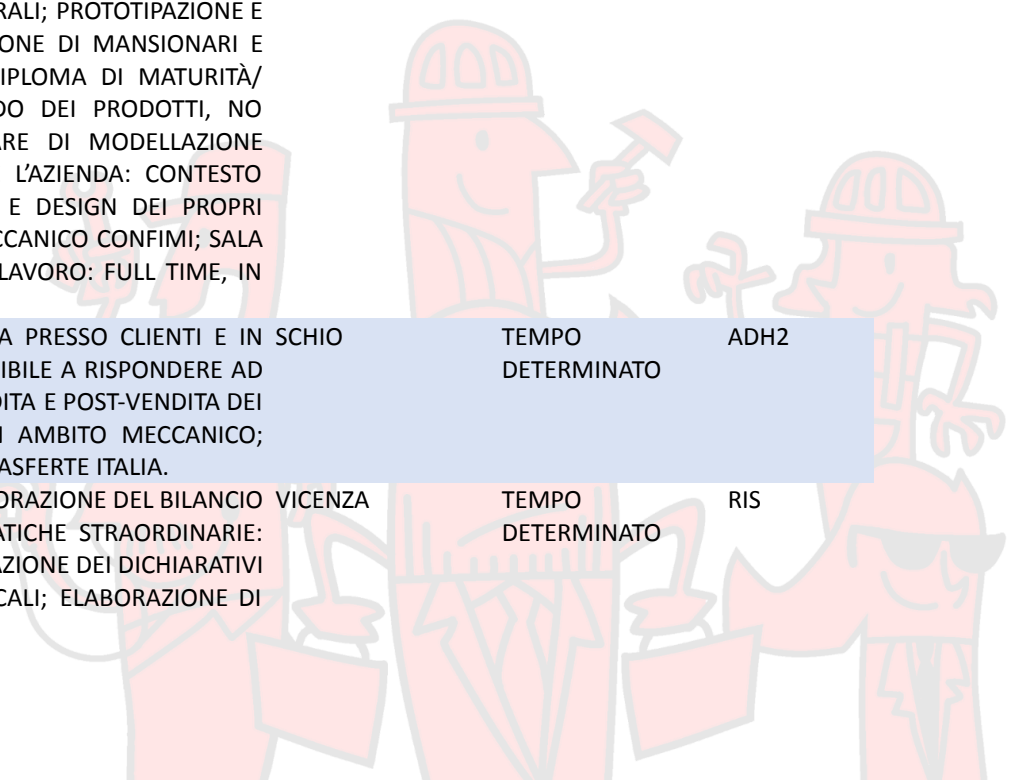 RALI; PROTOTIPAZIONE E
IONE DI MANSIONARI E
DIPLOMA DI MATURITÀ/
DO DEI PRODOTTI, NO
ARE DI MODELLAZIONE
L'AZIENDA: CONTESTO
E DESIGN DEI PROPRI
CCANICO CONFIMI; SALA
LAVORO: FULL TIME, IN
A PRESSO CLIENTI E IN SCHIO TEMPO ADH2
IBILE A RISPONDERE AD DETERMINATO
DITA E POST-VENDITA DEI
AMBITO MECCANICO;
ASFERTE ITALIA.
ORAZIONE DEL BILANCIO VICENZA TEMPO RIS
ATICHE STRAORDINARIE: DETERMINATO
AZIONE DEI DICHIARATIVI
CALI; ELABORAZIONE DI